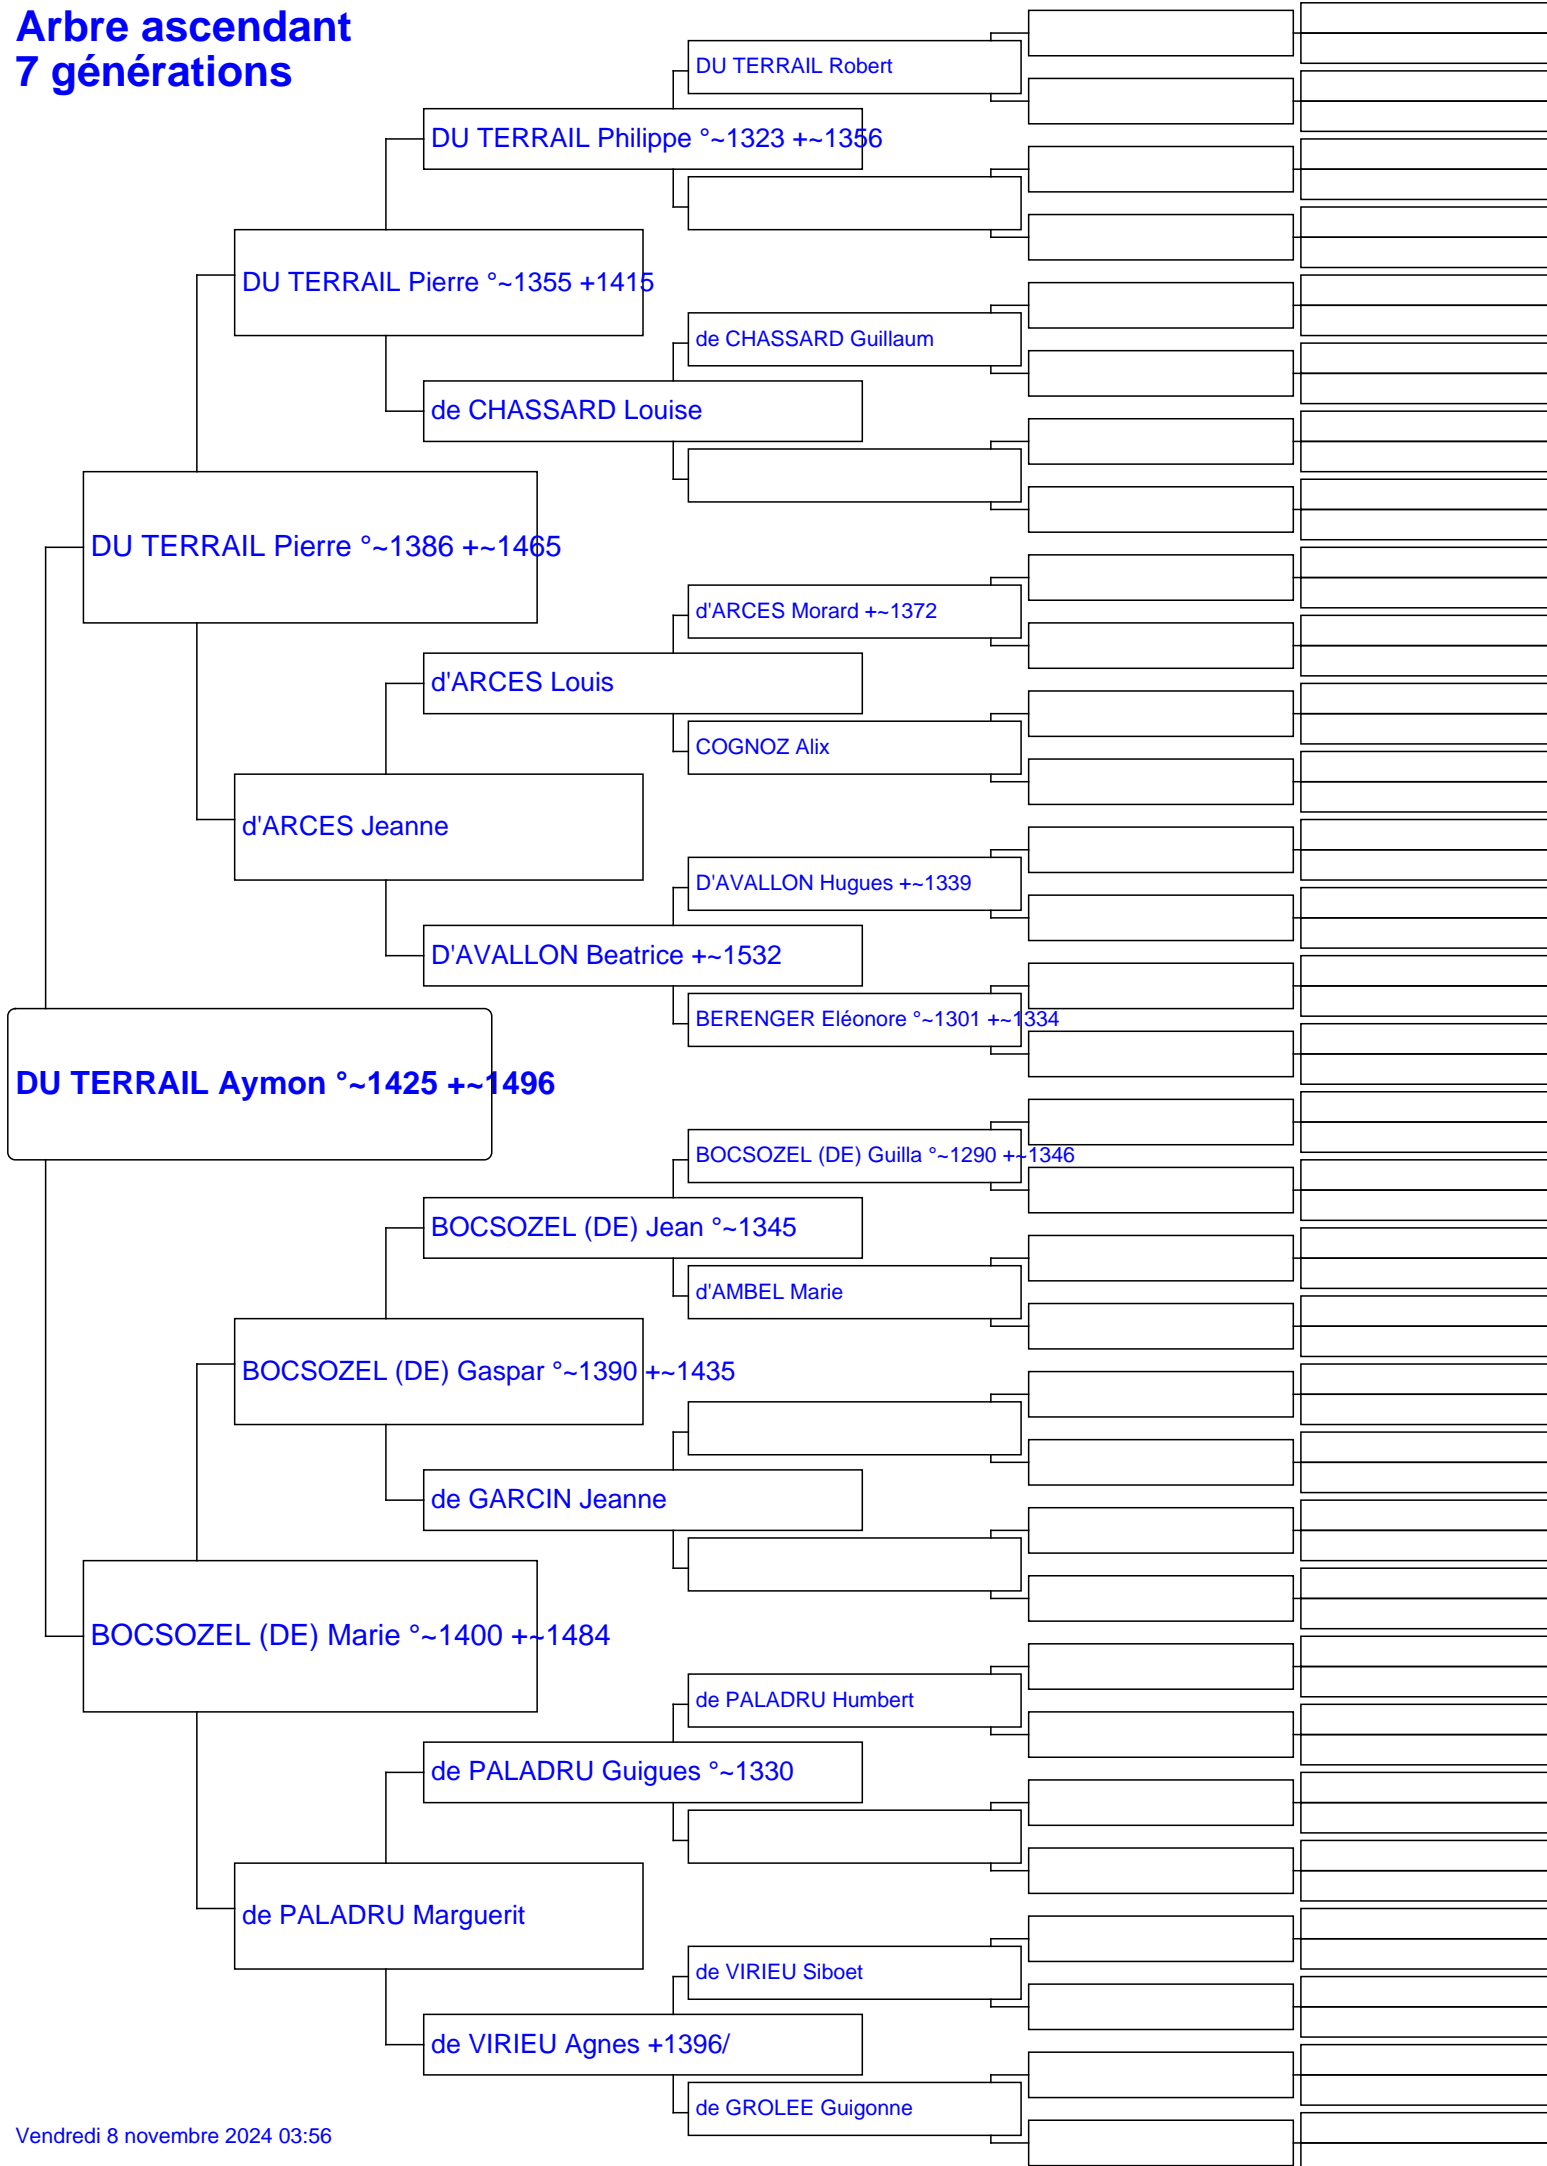 Arbre ascendant
7 générations
DU TERRAIL Robert
DU TERRAIL Philippe °~1323 +~1356
DU TERRAIL Pierre °~1355 +1415
de CHASSARD Guillaum
de CHASSARD Louise
DU TERRAIL Pierre °~1386 +~1465
d'ARCES Morard +~1372
d'ARCES Louis
COGNOZ Alix
d'ARCES Jeanne
D'AVALLON Hugues +~1339
D'AVALLON Beatrice +~1532
BERENGER Eléonore °~1301 +~1334
DU TERRAIL Aymon °~1425 +~1496
BOCSOZEL (DE) Guilla °~1290 +~1346
BOCSOZEL (DE) Jean °~1345
d'AMBEL Marie
BOCSOZEL (DE) Gaspar °~1390 +~1435
de GARCIN Jeanne
BOCSOZEL (DE) Marie °~1400 +~1484
de PALADRU Humbert
de PALADRU Guigues °~1330
de PALADRU Marguerit
de VIRIEU Siboet
de VIRIEU Agnes +1396/
de GROLEE Guigonne
Vendredi 8 novembre 2024 03:56